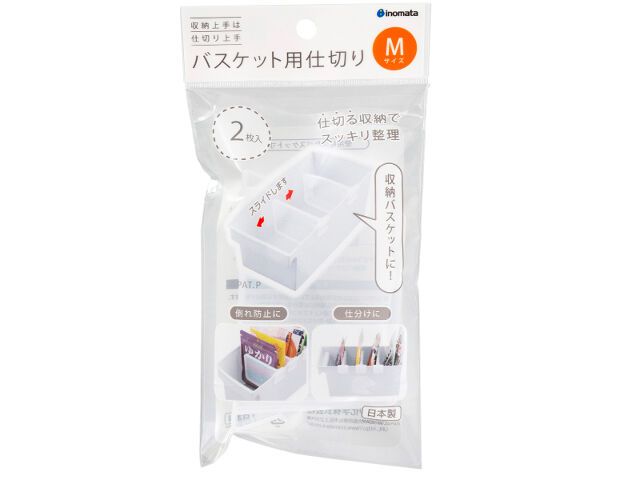 収納上手は
仕切り上手
inomata
バスケット用仕切り
M
サイズ
2枚入
仕切る収納で
スッキリ整理
スライドします
収納バスケットに!
PAT.P
倒れ防止に
仕分けに
ゆかり
日本製